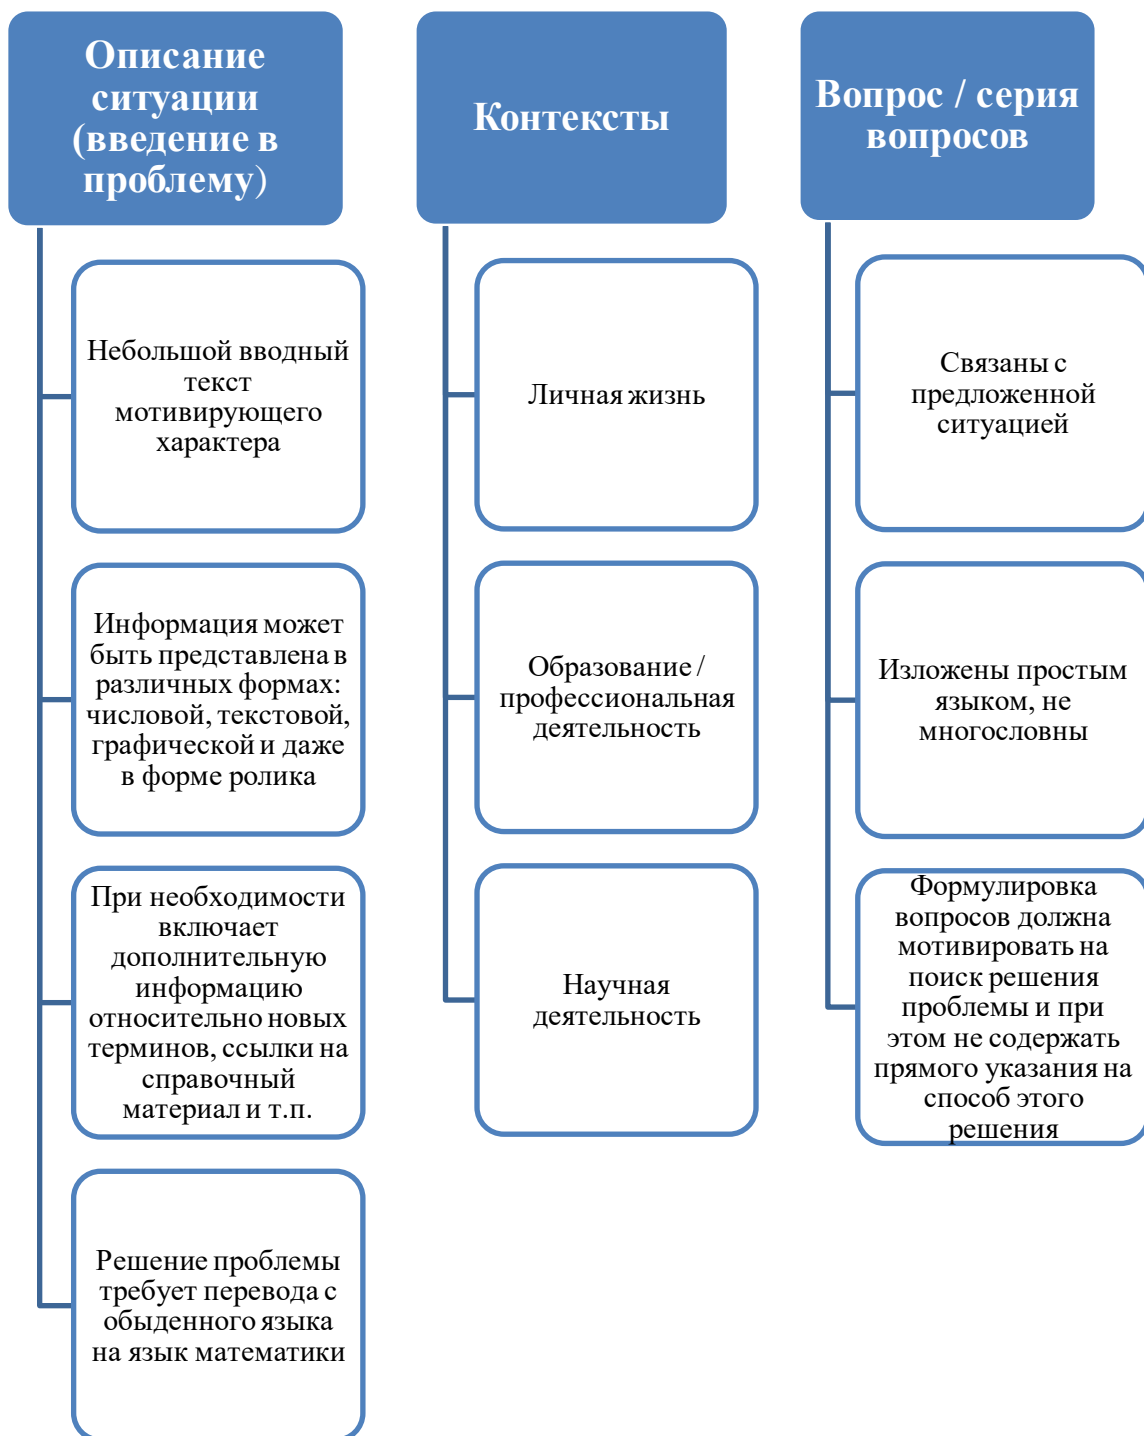 Описание
ситуации
(введение в
проблему)
Небольшой вводный
текст
мотивирующего
характера
Информация может
быть представлена в
различных формах:
числовой, текстовой,
графической и даже
в форме ролика
При необходимости
включает
дополнительную
информацию
относительно новых
терминов, ссылки на
справочный
материал и т.п.
Решение проблемы
требует перевода с
обыденного языка
на язык математики
Контексты
Личная жизнь
Образование /
профессиональная
деятельность
Научная
деятельность
Вопрос / серия
вопросов
Связаны с
предложенной
ситуацией
Изложены простым
языком, не
многословны
Формулировка
вопросов должна
мотивировать на
поиск решения
проблемы и при
этом не содержать
прямого указания на
способ этого
решения